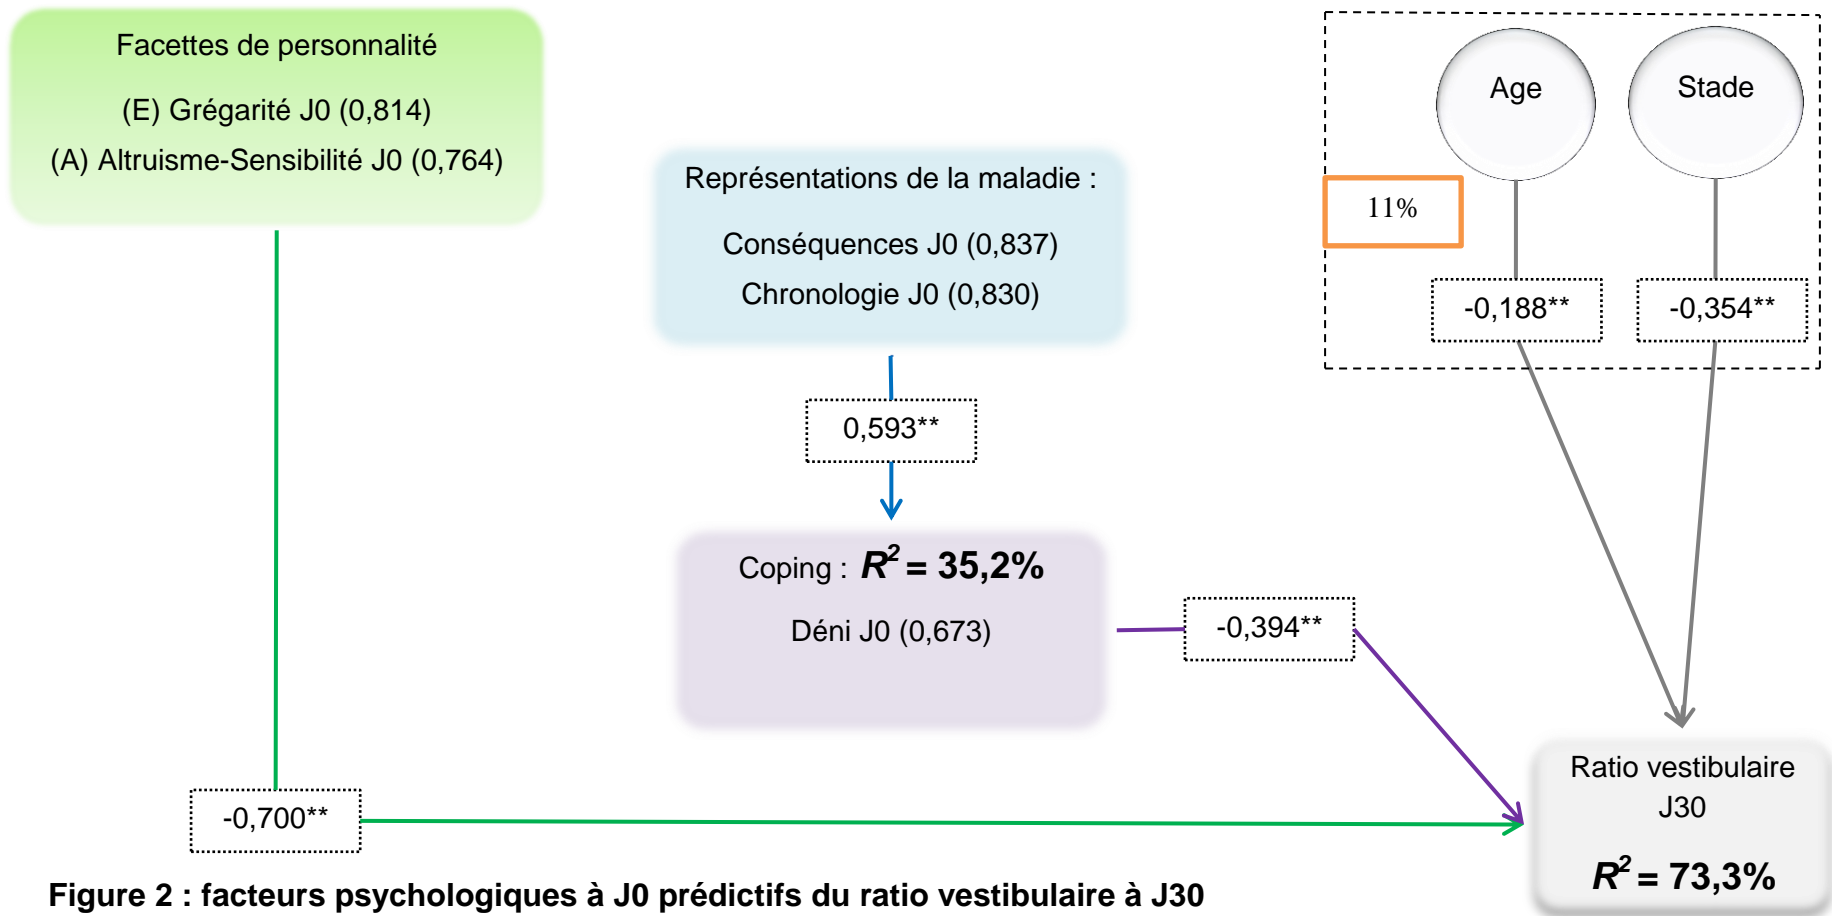 Facettes de personnalité
(E) Grégarité J0 (0,814)
(A) Altruisme-Sensibilité J0 (0,764)
Représentations de la maladie :
Conséquences J0 (0,837)
Chronologie J0 (0,830)
Age
Stade
11%
-0,188**
-0,354**
0,593**
Coping : R² = 35,2%
Déni J0 (0,673)
-0,394**
-0,700**
Ratio vestibulaire
J30
R² = 73,3%
Figure 2 : facteurs psychologiques à J0 prédictifs du ratio vestibulaire à J30